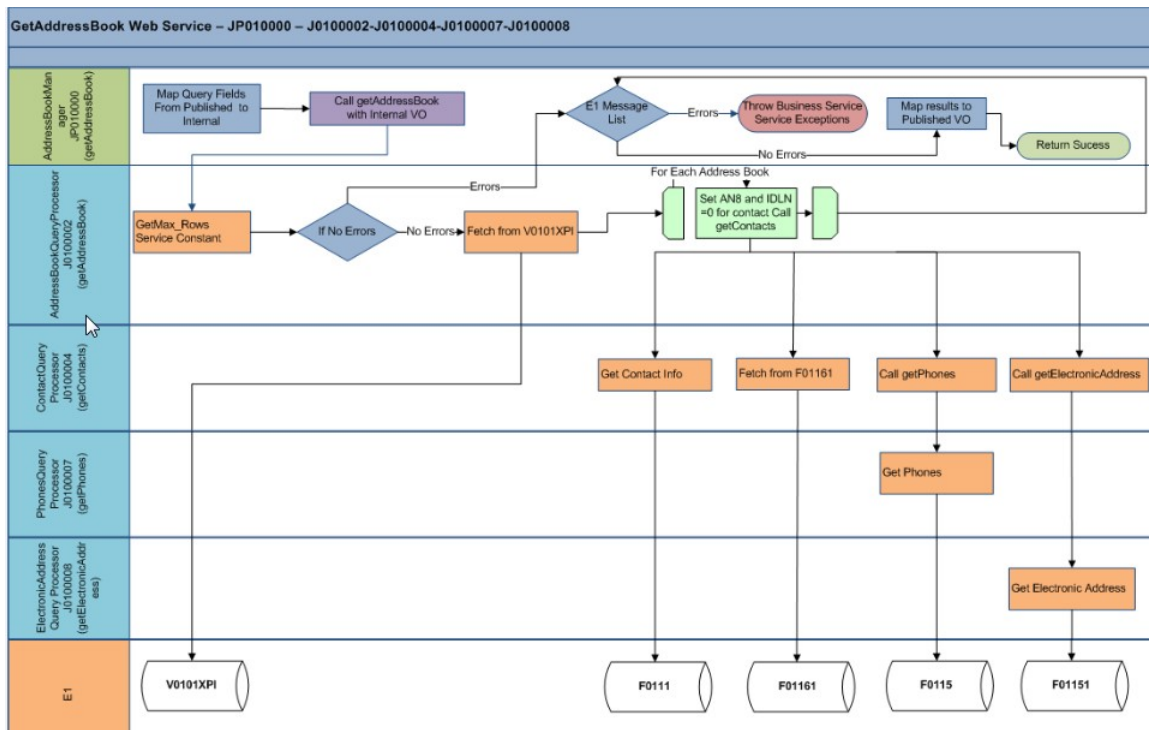 GetAddressBook Web Service – JP010000 – J0100002-J0100004-J0100007-J0100008
AddressBookMan
ager
JP010000
(getAddressBook)
Map Query Fields
From Published to
Internal
Call getAddressBook
with Internal VO
E1 Message
List
Errors
Throw Business Service
Service Exceptions
Map results to
Published VO
No Errors
Return Sucess
AddressBookQueryProcessor
J0100002
(getAddressBook)
GetMax_Rows
Service Constant
If No Errors
Errors
No Errors
Fetch from V0101XPI
For Each Address Book
Set AN8 and IDLN
=0 for contact Call
getContacts
ContactQuery
Processor
J0100004
(getContacts)
Get Contact Info
Fetch from F01161
Call getPhones
Call getElectronicAddress
PhonesQuery
Processor
J0100007
(getPhones)
Get Phones
ElectronicAddress
Query Processor
J0100008
(getElectronicAddr
ess)
Get Electronic Address
E1
V0101XPI
F0111
F01161
F0115
F01151